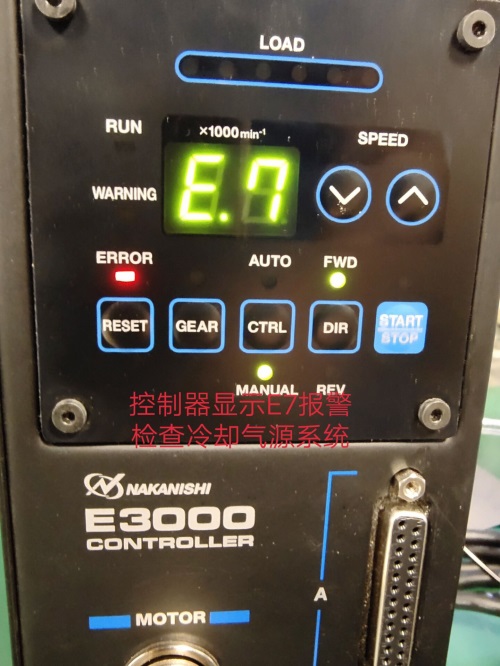 LOAD
RUN
×1000min-1
SPEED
WARNING
E.7
ERROR
AUTO
FWD
RESET
GEAR
CTRL
DIR
START
STOP
MANUAL
REV
控制器显示E7报警
检查冷却气源系统
NAKANISHI
E3000
CONTROLLER
A
MOTOR